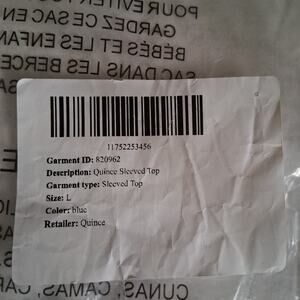 POUR ÉVITER
GARDEZ CE SAC EN
BÉBÉS ET LES ENFAN
SAC DANS LES BERCE
11752253456
Garment ID: 820962
Description: Quince Sleeved Top
Garment type: Sleeved Top
Size: L
Color: blue
Retailer: Quince
CUNAS, CAMAS, CAR